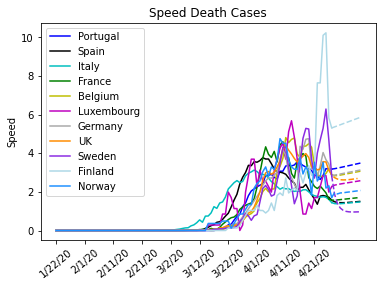 Speed Death Cases
10
8
6
4
2
0
Speed
Portugal
Spain
Italy
France
Belgium
Luxembourg
Germany
UK
Sweden
Finland
Norway
1/22/20
2/1/20
2/11/20
2/21/20
3/2/20
3/12/20
3/22/20
4/1/20
4/11/20
4/21/20